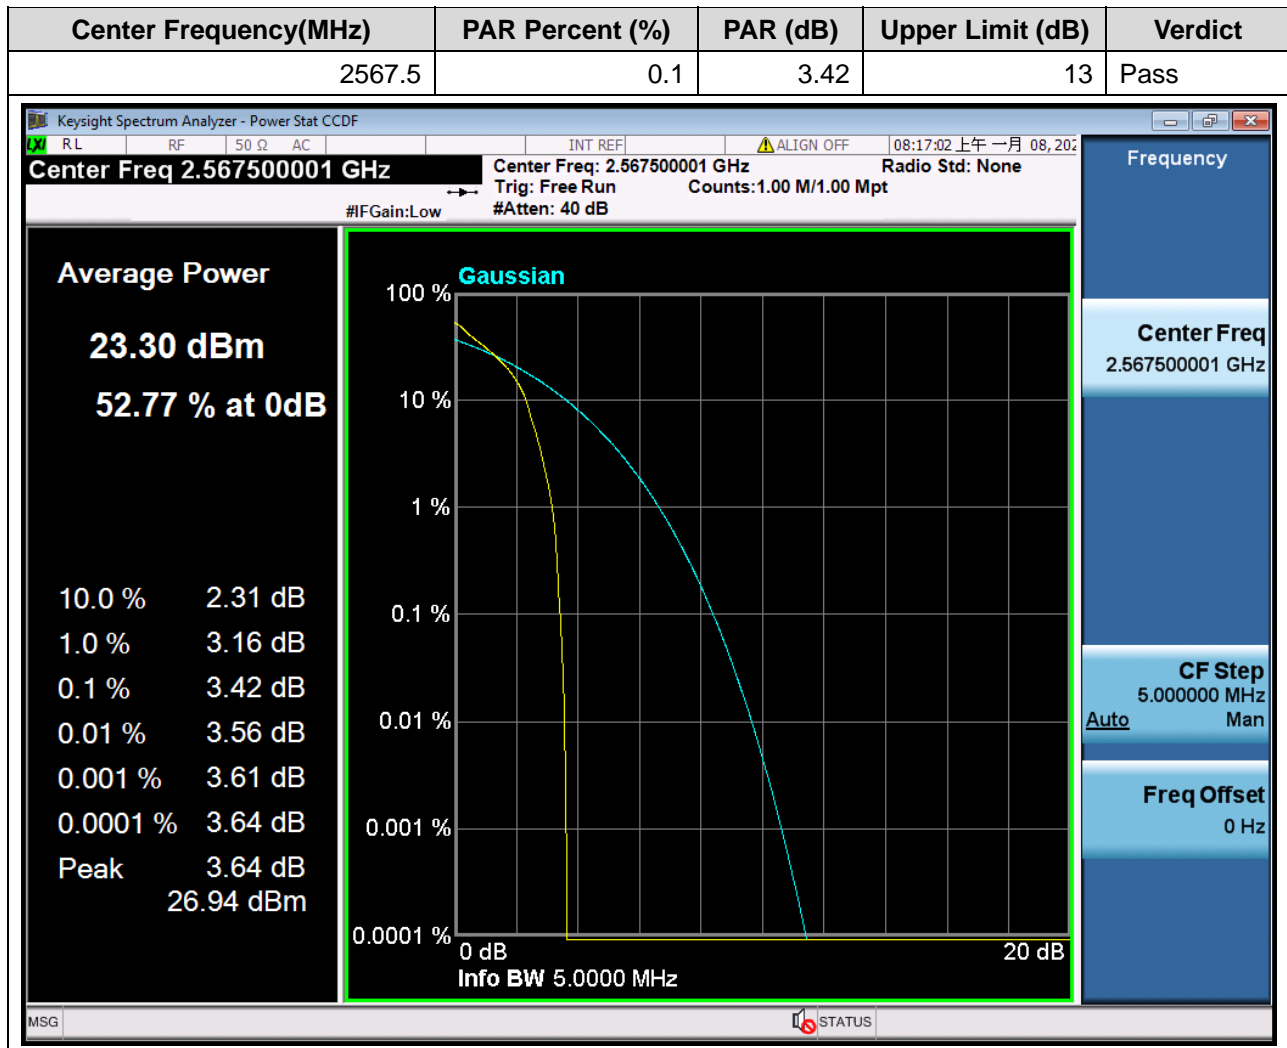 Center Frequency(MHz) PAR Percent (%) PAR (dB) Upper Limit (dB) Verdict
2567.5 0.1 3.42 13 Pass
Keysight Spectrum Analyzer - Power Stat CCDF
LXI RL RF 50 Ω AC INT REF ALIGN OFF 08:17:02 上午 一月 08, 202
Center Freq 2.567500001 GHz
Center Freq: 2.567500001 GHz Radio Std: None
Trig: Free Run Counts:1.00 M/1.00 Mpt
#IFGain:Low #Atten: 40 dB
Average Power
23.30 dBm
52.77 % at 0dB
10.0 % 2.31 dB
1.0 % 3.16 dB
0.1 % 3.42 dB
0.01 % 3.56 dB
0.001 % 3.61 dB
0.0001 % 3.64 dB
Peak 3.64 dB
26.94 dBm
Gaussian
100 %
10 %
1 %
0.1 %
0.01 %
0.001 %
0.0001 %
0 dB 20 dB
Info BW 5.0000 MHz
Frequency
Center Freq
2.567500001 GHz
CF Step
5.000000 MHz
Auto Man
Freq Offset
0 Hz
MSG STATUS